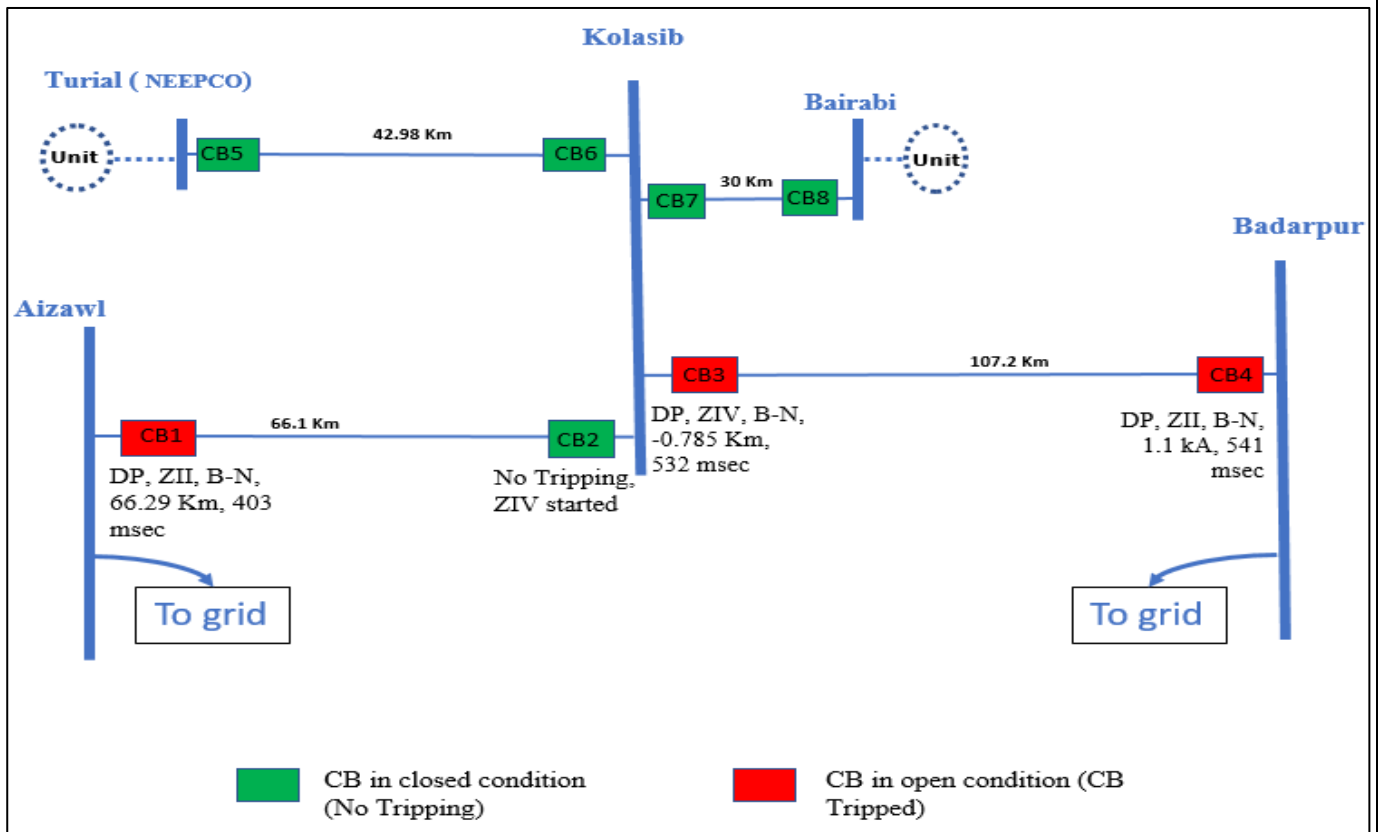 Kolasib
Turial ( NEEPCO)
Bairabi
42.98 Km
Unit
CB5
CB6
Unit
30 Km
CB7
CB8
Badarpur
Aizawl
107.2 Km
CB3
CB4
66.1 Km
CB1
CB2
DP, ZIV, B-N,
-0.785 Km,
532 msec
DP, ZII, B-N,
1.1 kA, 541
msec
DP, ZII, B-N,
66.29 Km, 403
msec
No Tripping,
ZIV started
To grid
To grid
CB in closed condition
(No Tripping)
CB in open condition (CB
Tripped)